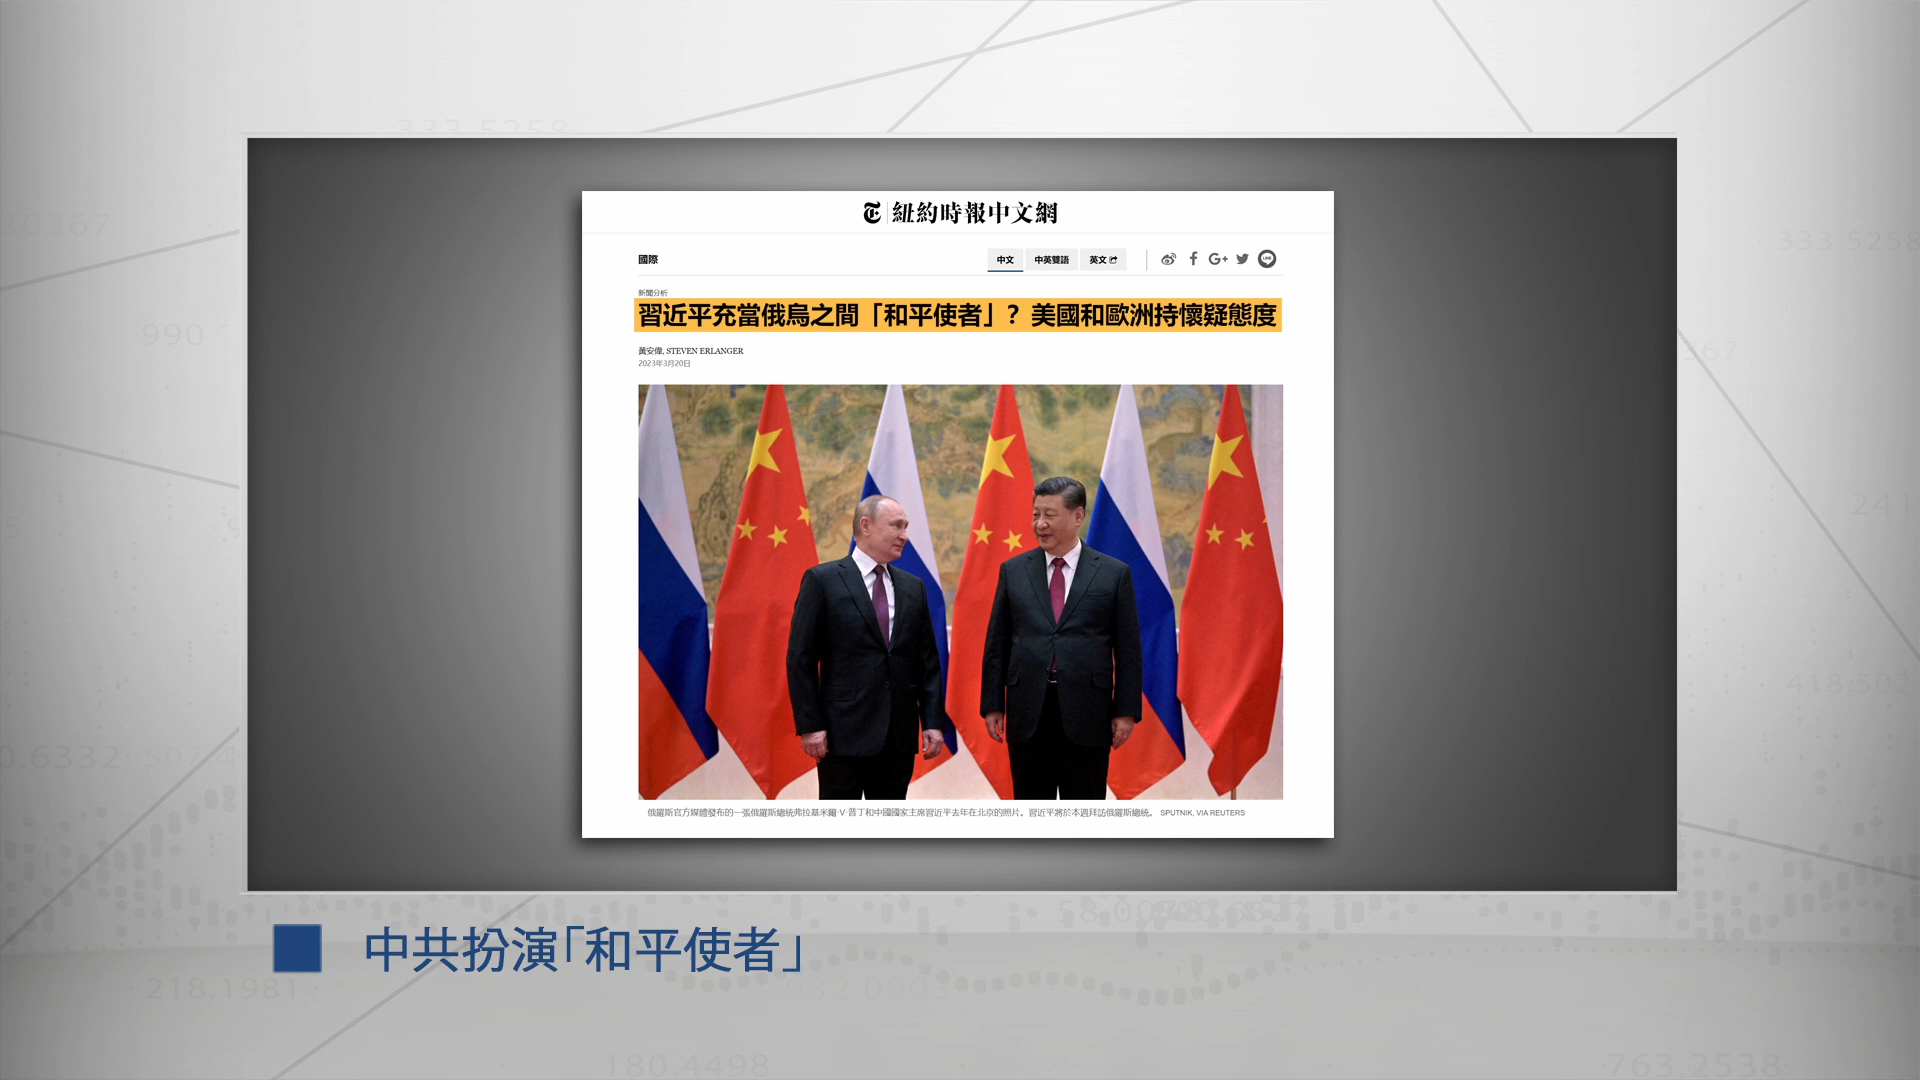 紐約時報中文網
國際
中文 中英雙語 英文
新聞分析
習近平充當俄烏之間「和平使者」？美國和歐洲持懷疑態度
黃安偉, STEVEN ERLANGER
2023年3月20日
俄羅斯官方媒體發布的一張俄羅斯總統弗拉基米爾·V·普丁和中國國家主席習近平去年在北京的照片。習近平將於本週拜訪俄羅斯總統。 SPUTNIK, VIA REUTERS
中共扮演「和平使者」
218.1981
180.4498
763.2538